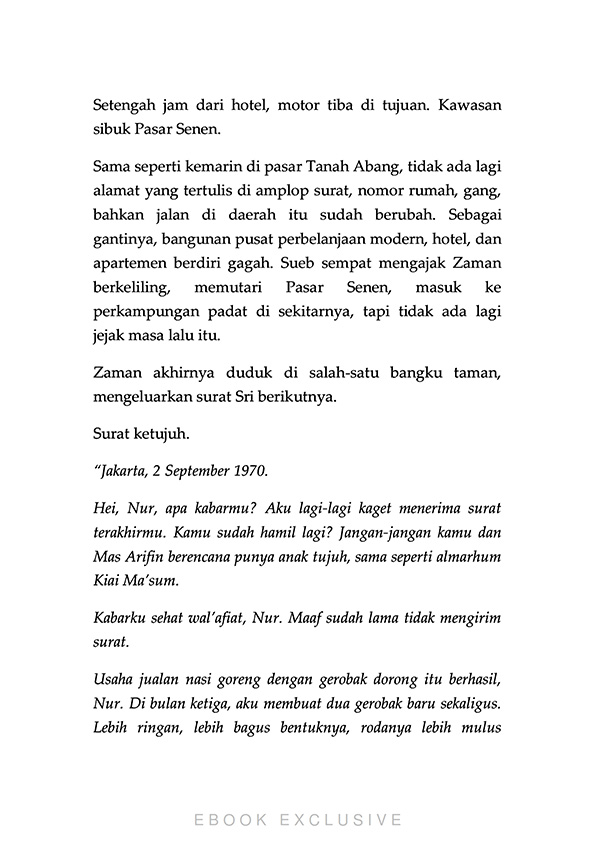 Setengah jam dari hotel, motor tiba di tujuan. Kawasan
sibuk Pasar Senen.
Sama seperti kemarin di pasar Tanah Abang, tidak ada lagi
alamat yang tertulis di amplop surat, nomor rumah, gang,
bahkan jalan di daerah itu sudah berubah. Sebagai
gantinya, bangunan pusat perbelanjaan modern, hotel, dan
apartemen berdiri gagah. Sueb sempat mengajak Zaman
berkeliling, memutari Pasar Senen, masuk ke
perkampungan padat di sekitarnya, tapi tidak ada lagi
jejak masa lalu itu.
Zaman akhirnya duduk di salah-satu bangku taman,
mengeluarkan surat Sri berikutnya.
Surat ketujuh.
“Jakarta, 2 September 1970.
Hei, Nur, apa kabarmu? Aku lagi-lagi kaget menerima surat
terakhirmu. Kamu sudah hamil lagi? Jangan-jangan kamu dan
Mas Arifin berencana punya anak tujuh, sama seperti almarhum
Kiai Ma’sum.
Kabarku sehat wal’afiat, Nur. Maaf sudah lama tidak mengirim
surat.
Usaha jualan nasi goreng dengan gerobak dorong itu berhasil,
Nur. Di bulan ketiga, aku membuat dua gerobak baru sekaligus.
Lebih ringan, lebih bagus bentuknya, rodanya lebih mulus
EBOOK EXCLUSIVE